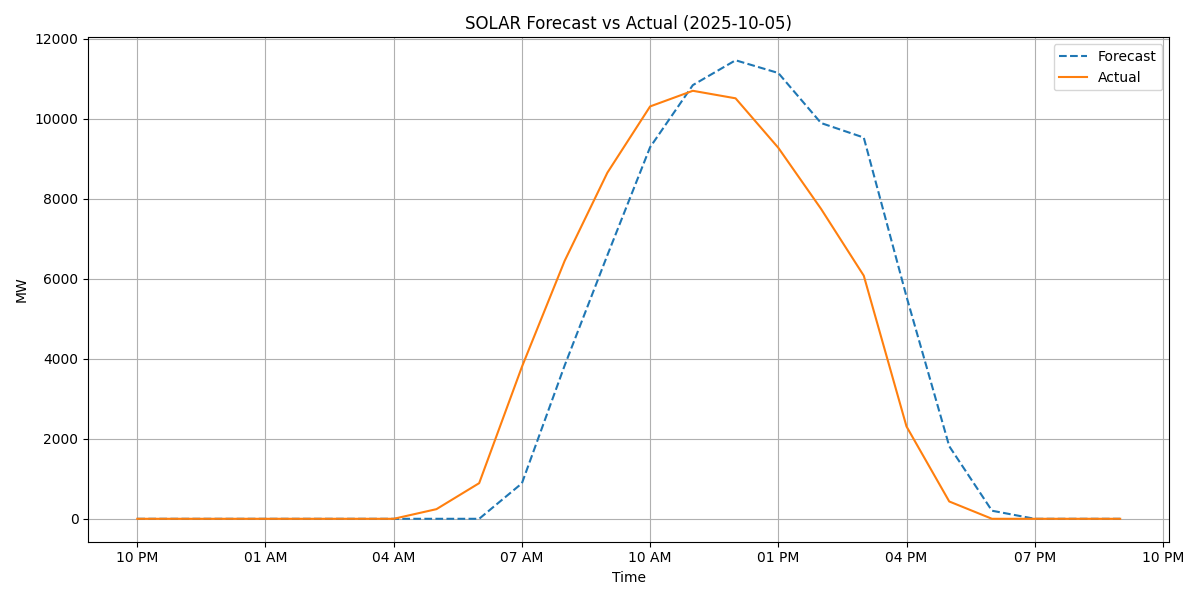 SOLAR Forecast vs Actual (2025-10-05)
12000
10000
8000
6000
4000
2000
0
MW
Forecast
Actual
10 PM 01 AM 04 AM 07 AM 10 AM 01 PM 04 PM 07 PM 10 PM
Time